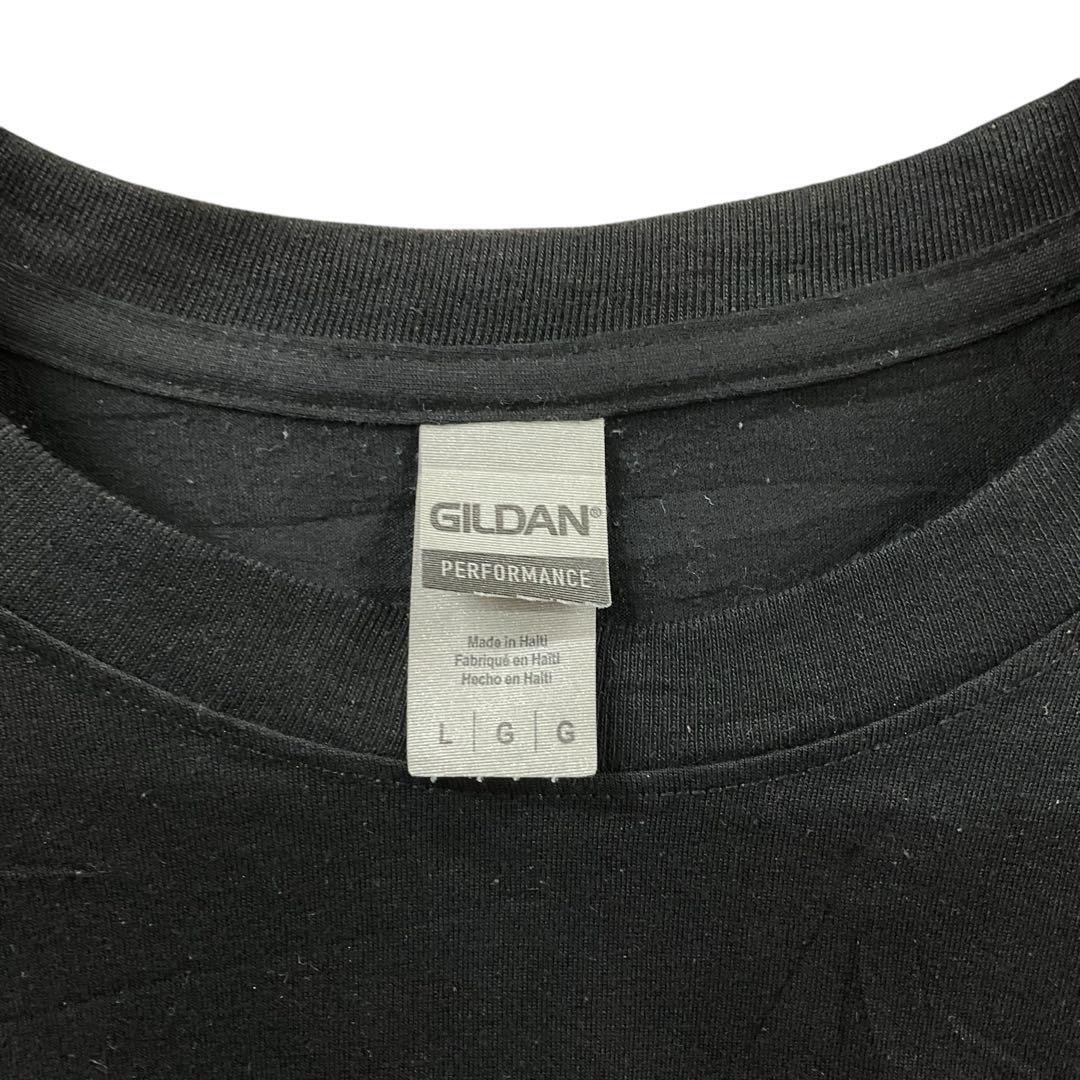 GILDAN®
PERFORMANCE
Made in Haiti
Fabriqué en Haïti
Hecho en Haití
L | G | G